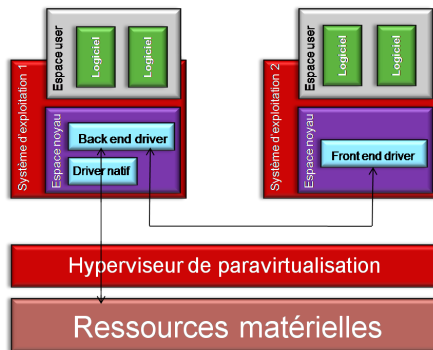 Système d'exploitation 1
Espace user
Logiciel
Logiciel
Espace noyau
Back end driver
Driver natif
Système d'exploitation 2
Espace user
Logiciel
Logiciel
Espace noyau
Front end driver
Hyperviseur de paravirtualisation
Ressources matérielles